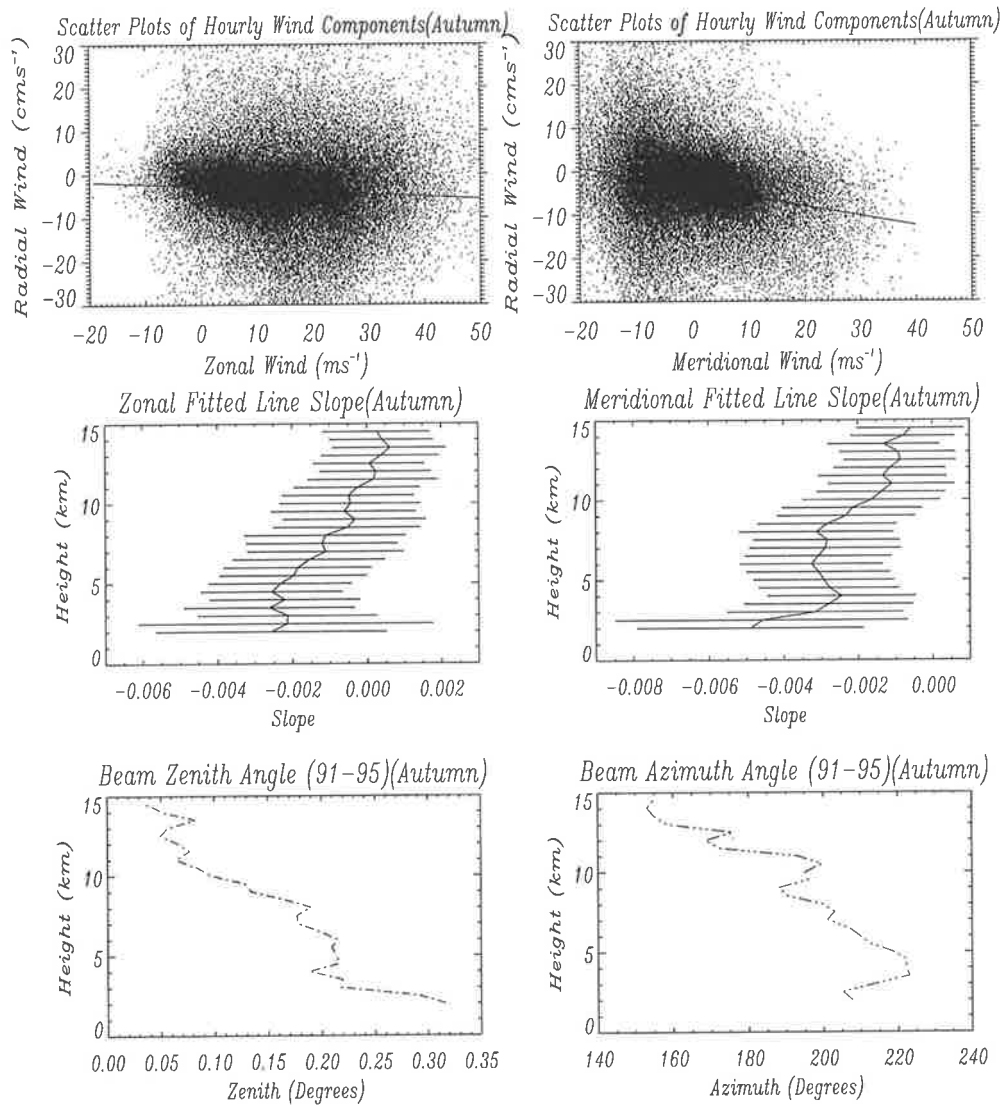 Scatter Plots of Hourly Wind Components(Autumn)
Radial Wind (cms⁻¹)
30
20
10
0
-10
-20
-30
-20 -10 0 10 20 30 40 50
Zonal Wind (ms⁻¹)
Scatter Plots of Hourly Wind Components(Autumn)
Radial Wind (cms⁻¹)
30
20
10
0
-10
-20
-30
-20 -10 0 10 20 30 40 50
Meridional Wind (ms⁻¹)
Zonal Fitted Line Slope(Autumn)
Height (km)
15
10
5
0
-0.006 -0.004 -0.002 0.000 0.002
Slope
Meridional Fitted Line Slope(Autumn)
Height (km)
15
10
5
0
-0.008 -0.006 -0.004 -0.002 0.000
Slope
Beam Zenith Angle (91-95)(Autumn)
Height (km)
15
10
5
0
0.00 0.05 0.10 0.15 0.20 0.25 0.30 0.35
Zenith (Degrees)
Beam Azimuth Angle (91-95)(Autumn)
Height (km)
15
10
5
0
140 160 180 200 220 240
Azimuth (Degrees)